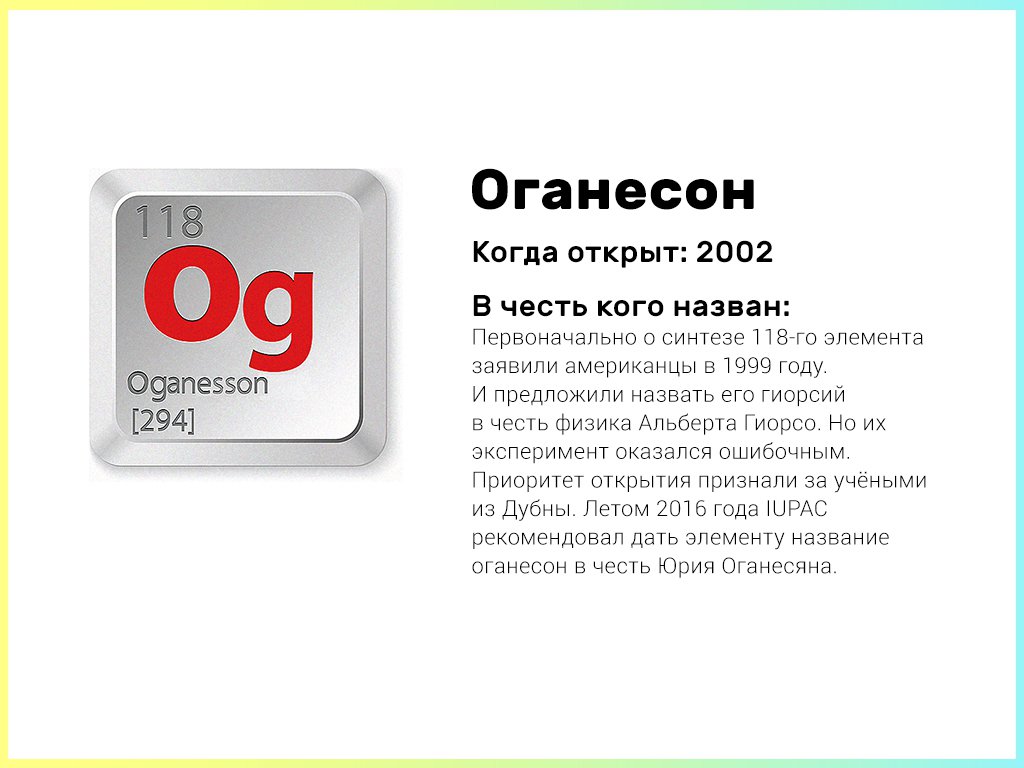 118
Og
Oganesson
[294]
Оганесон
Когда открыт: 2002
В честь кого назван:
Первоначально о синтезе 118-го элемента
заявили американцы в 1999 году.
И предложили назвать его гиорсий
в честь физика Альберта Гиорсо. Но их
эксперимент оказался ошибочным.
Приоритет открытия признали за учёными
из Дубны. Летом 2016 года IUPAC
рекомендовал дать элементу название
оганесон в честь Юрия Оганесяна.